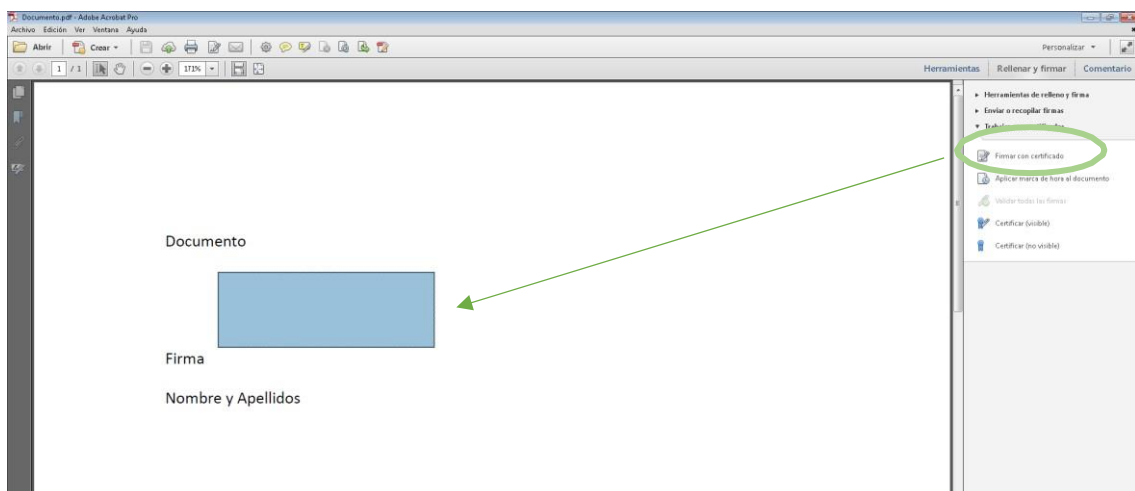 Documento.pdf - Adobe Acrobat Pro
Archivo Edición Ver Ventana Ayuda
Abrir Crear Personalizar
1 / 1 171% Herramientas Rellenar y firmar Comentario
Herramientas de relleno y firma
Enviar o recopilar firmas
Firmar con certificado
Aplicar marca de hora al documento
Validar todas las firmas
Certificar (visible)
Certificar (no visible)
Documento
Firma
Nombre y Apellidos